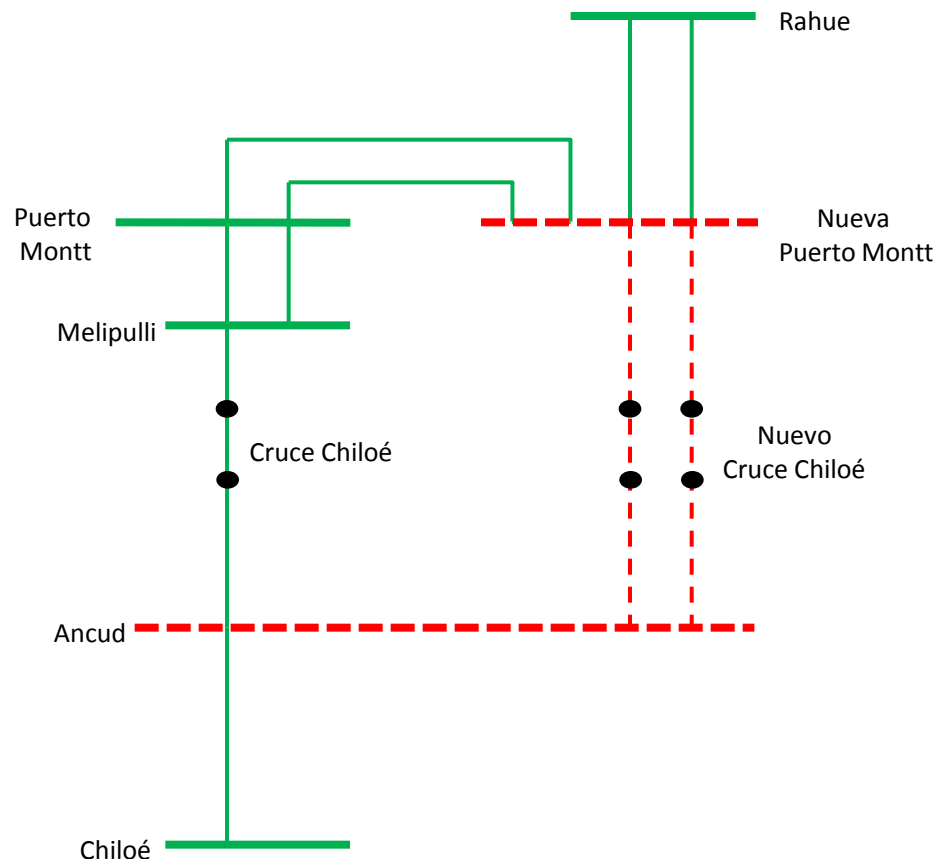 Rahue
Puerto
Montt
Nueva
Puerto Montt
Melipulli
Cruce Chiloé
Nuevo
Cruce Chiloé
Ancud
Chiloé